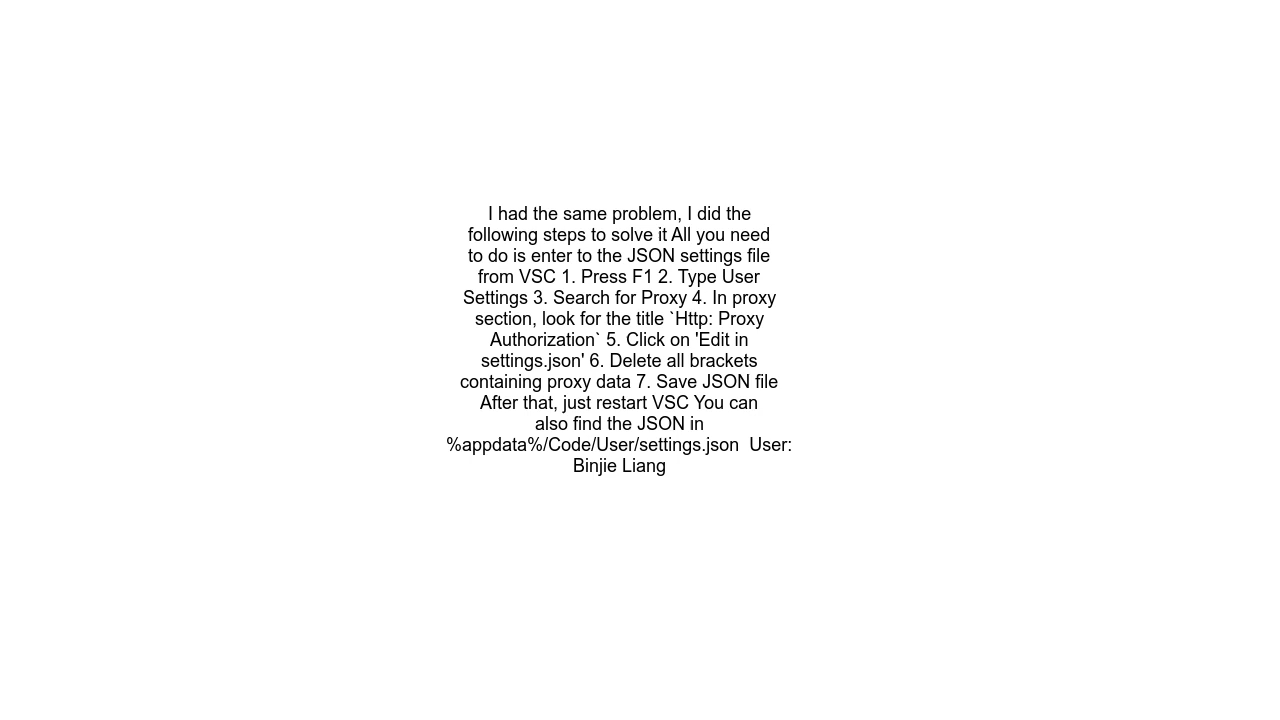 I had the same problem, I did the
following steps to solve it All you need
to do is enter to the JSON settings file
from VSC 1. Press F1 2. Type User
Settings 3. Search for Proxy 4. In proxy
section, look for the title `Http: Proxy
Authorization` 5. Click on 'Edit in
settings.json' 6. Delete all brackets
containing proxy data 7. Save JSON file
After that, just restart VSC You can
also find the JSON in
%appdata%/Code/User/settings.json  User:
Binjie Liang